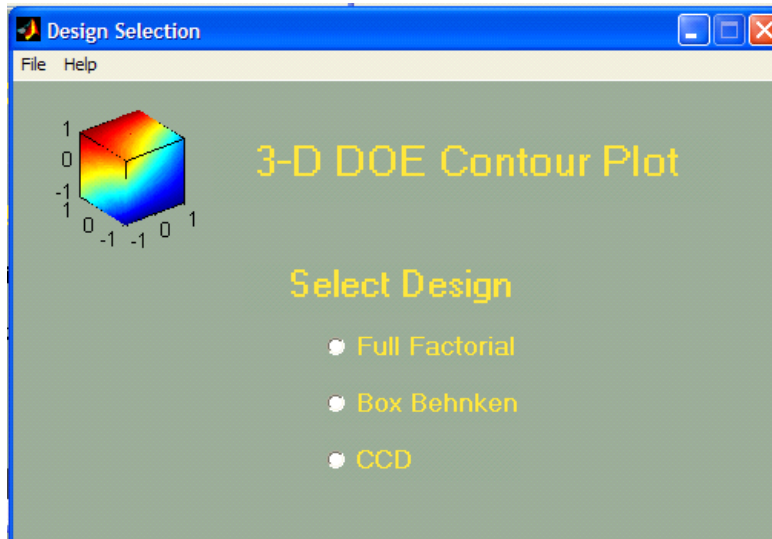 Design Selection
File Help
1
0
-1
1
0
-1
-1
0
1
3-D DOE Contour Plot
Select Design
Full Factorial
Box Behnken
CCD